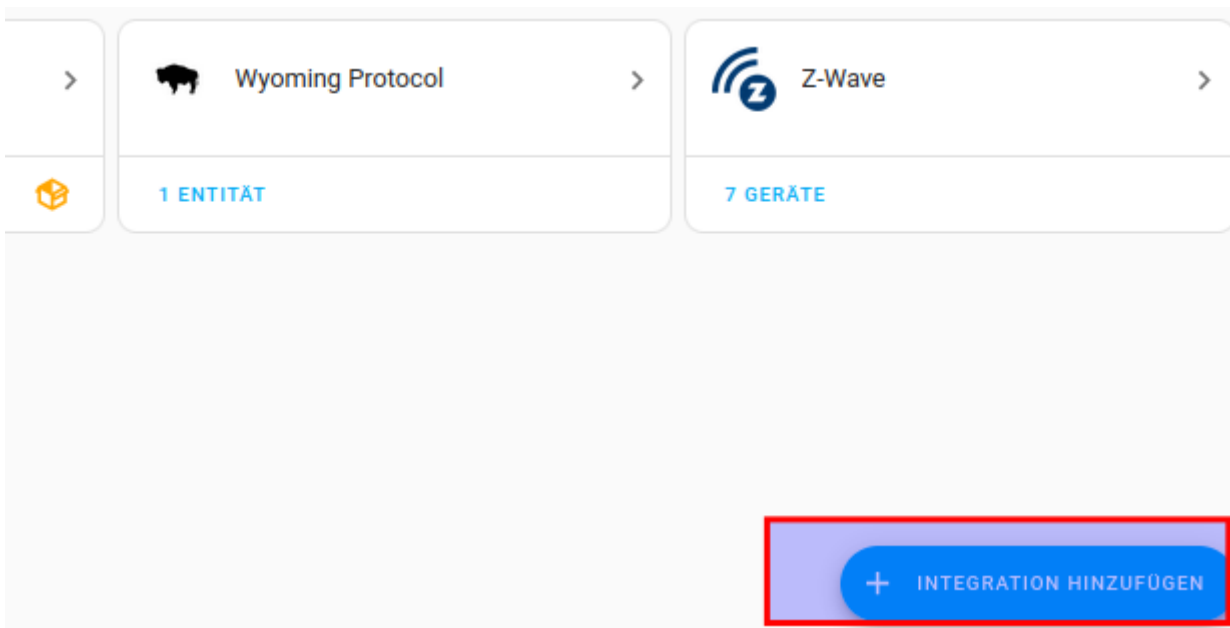 Wyoming Protocol
Z-Wave
1 ENTITÄT
7 GERÄTE
+ INTEGRATION HINZUFÜGEN